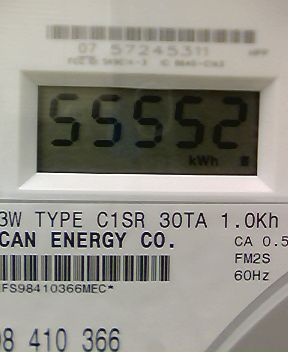 07 57245311
55552
kWh
3W TYPE C1SR 30TA 1.0Kh
CAN ENERGY CO.
CA 0.5
FM2S
60Hz
FS98410366MEC*
98 410 366